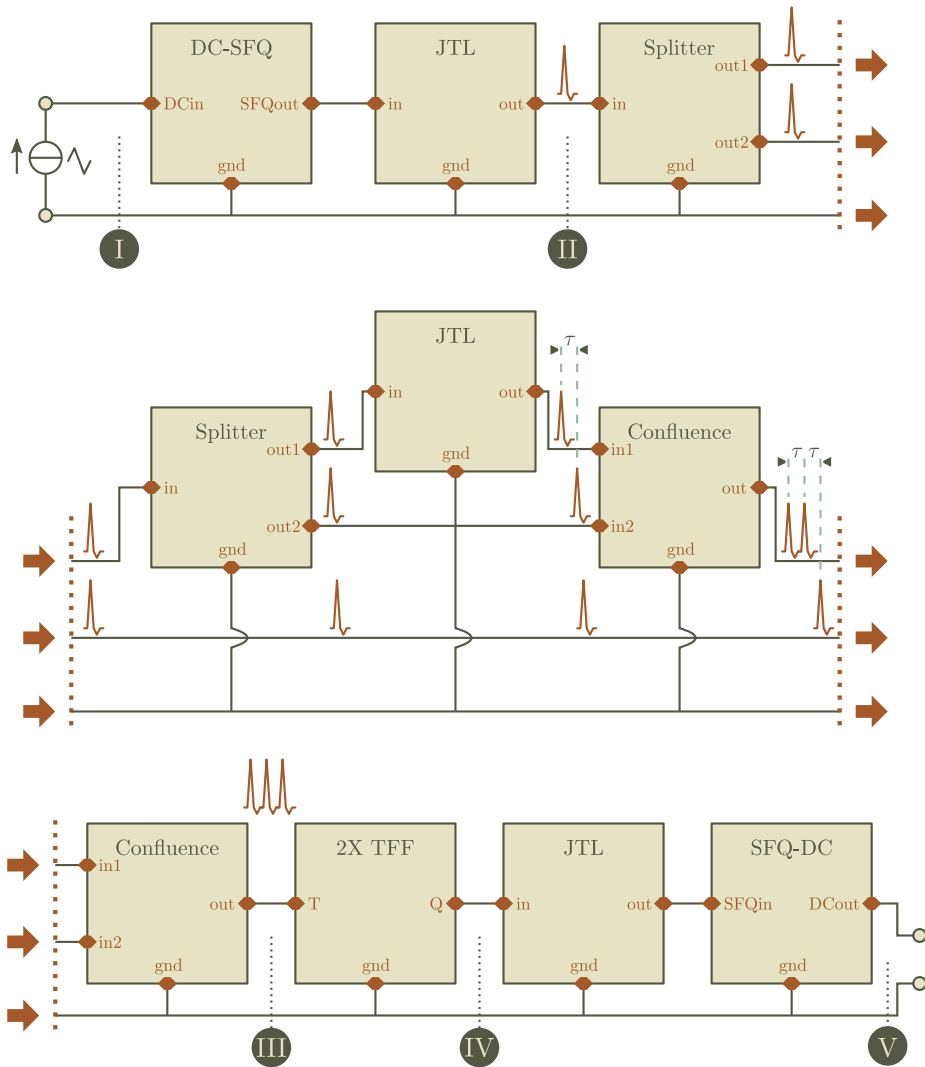 DC-SFQ
JTL
Splitter
DCin
SFQout
in
out
in
out1
out2
gnd
gnd
gnd
I
II
JTL
τ
in
out
gnd
Splitter
out1
in
out2
gnd
Confluence
in1
in2
out
gnd
τ τ
Confluence
2X TFF
JTL
SFQ-DC
in1
out
in2
T
Q
in
out
SFQin
DCout
gnd
gnd
gnd
gnd
III
IV
V